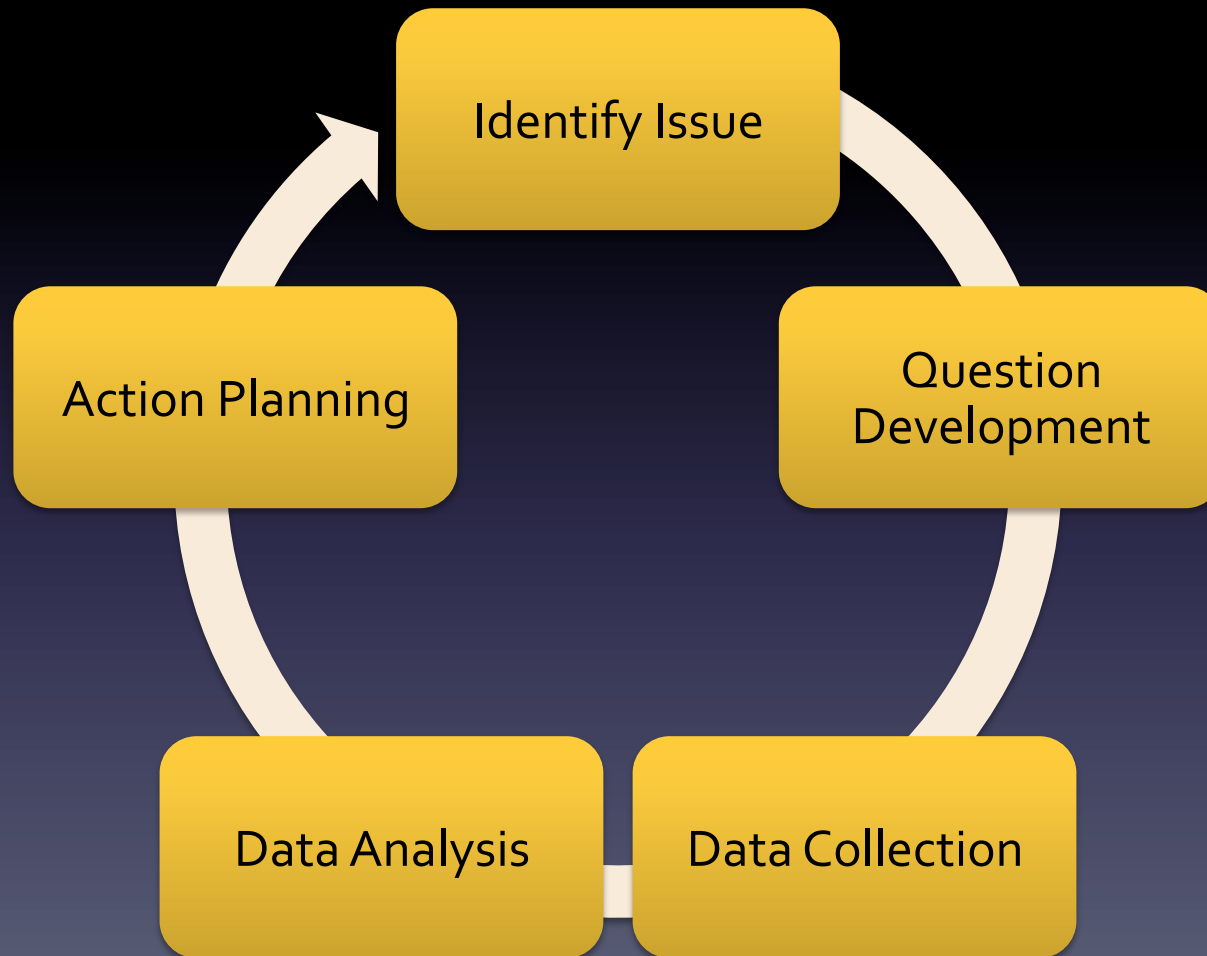 Identify Issue
Question
Development
Data Collection
Data Analysis
Action Planning